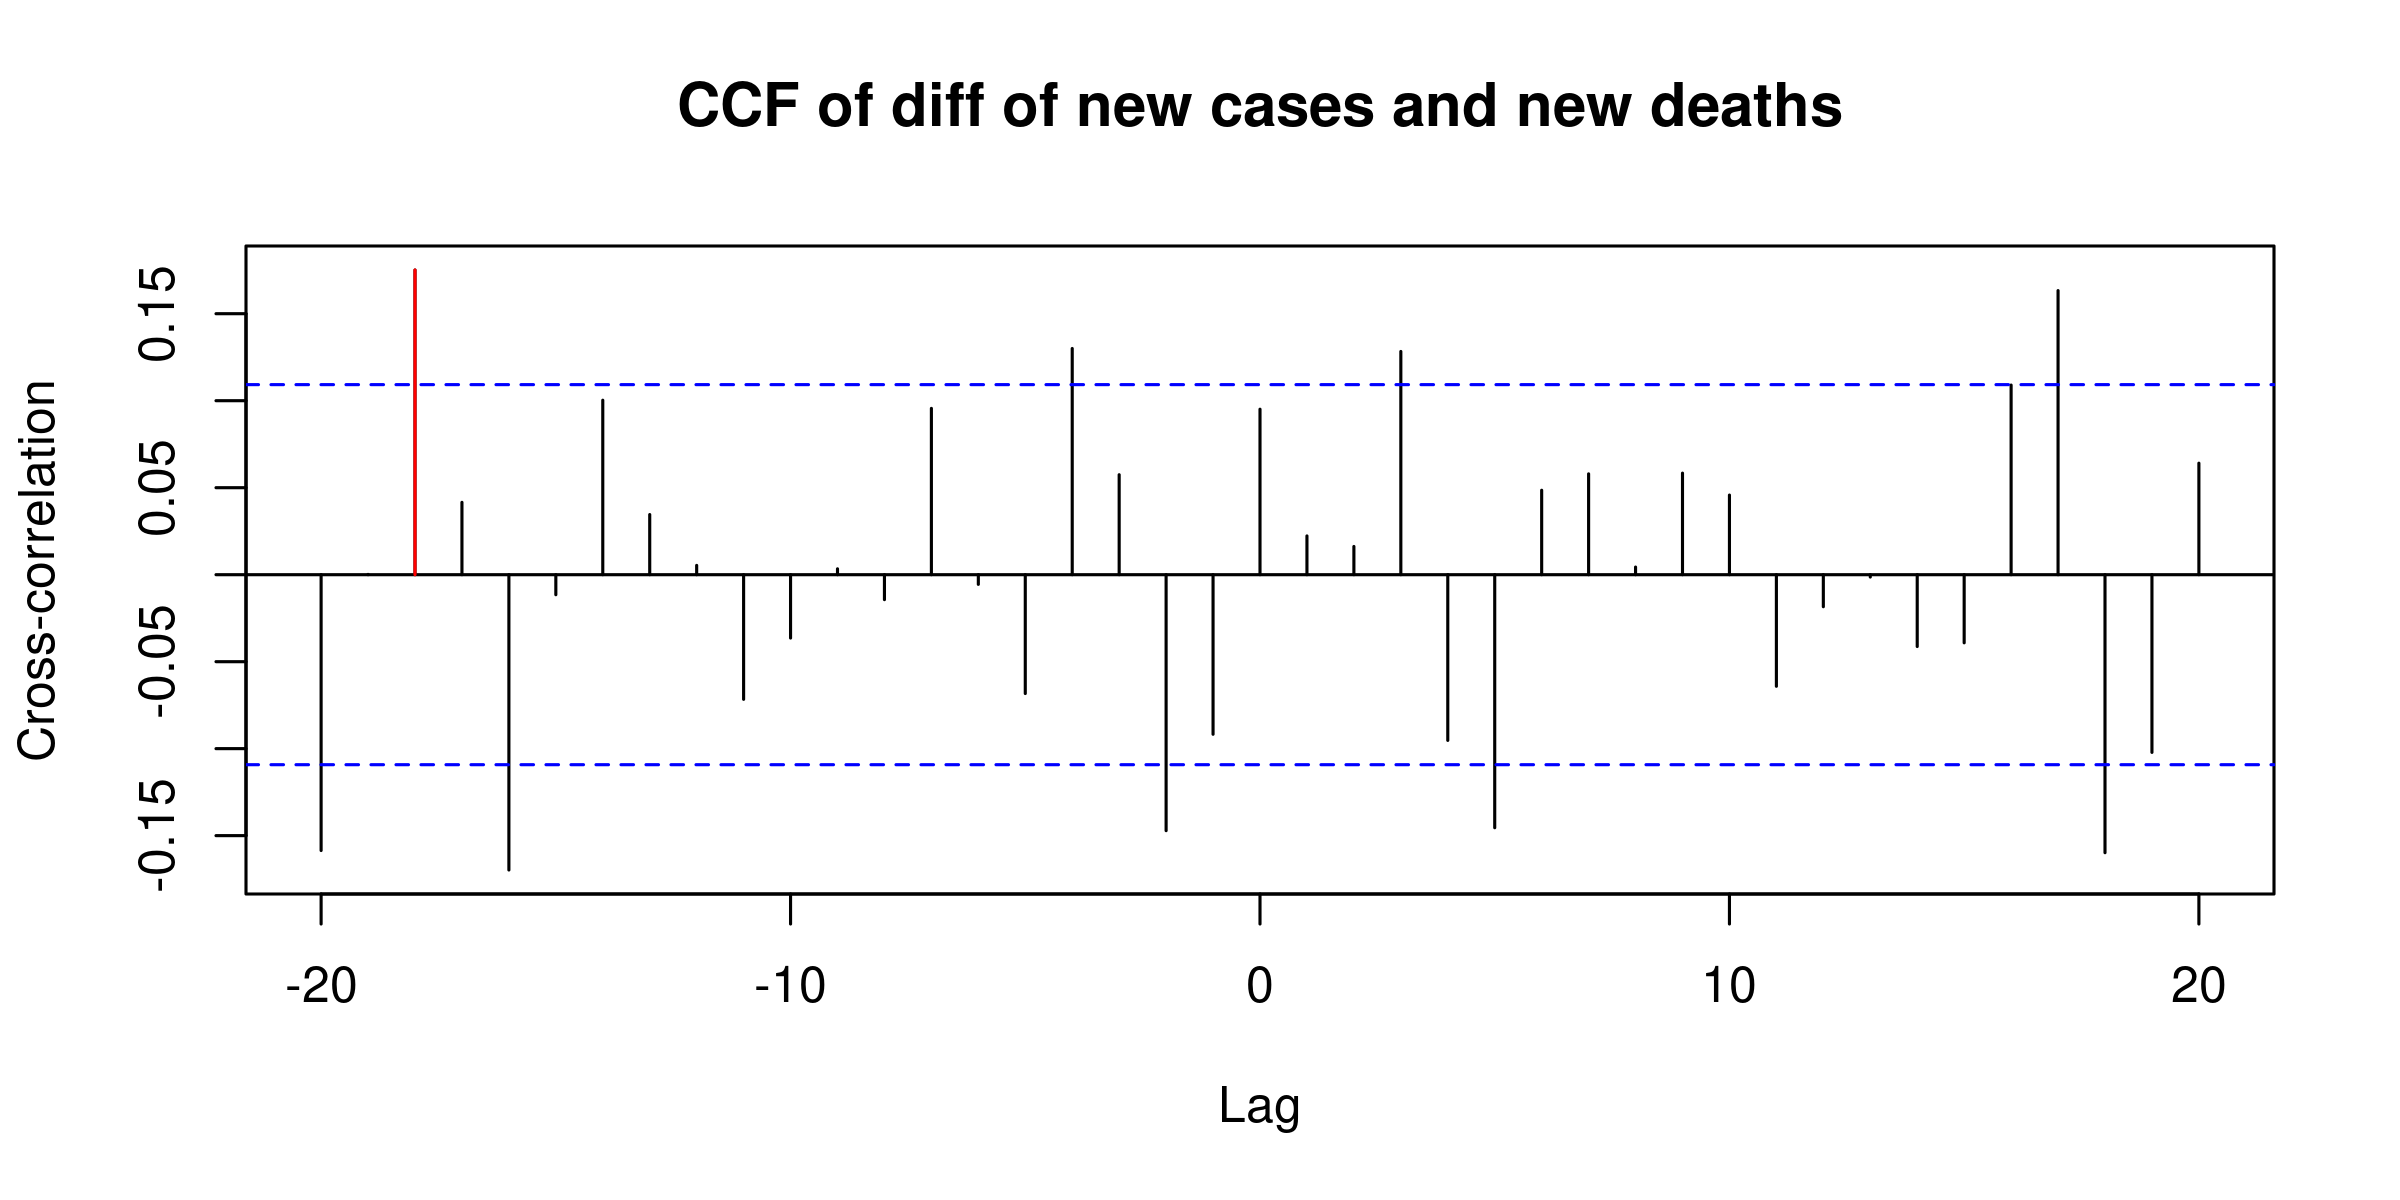 CCF of diff of new cases and new deaths
Cross-correlation
0.15
0.05
-0.05
-0.15
-20 -10 0 10 20
Lag